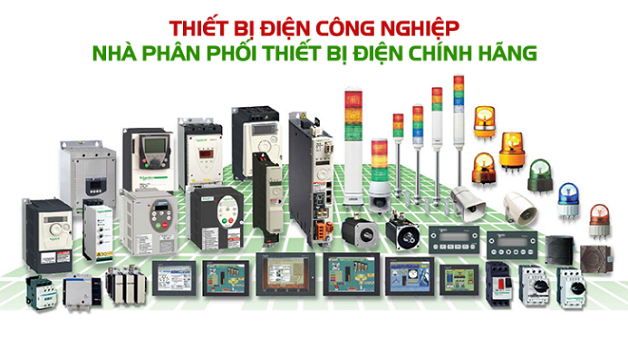 THIẾT BỊ ĐIỆN CÔNG NGHIỆP
NHÀ PHÂN PHỐI THIẾT BỊ ĐIỆN CHÍNH HÃNG